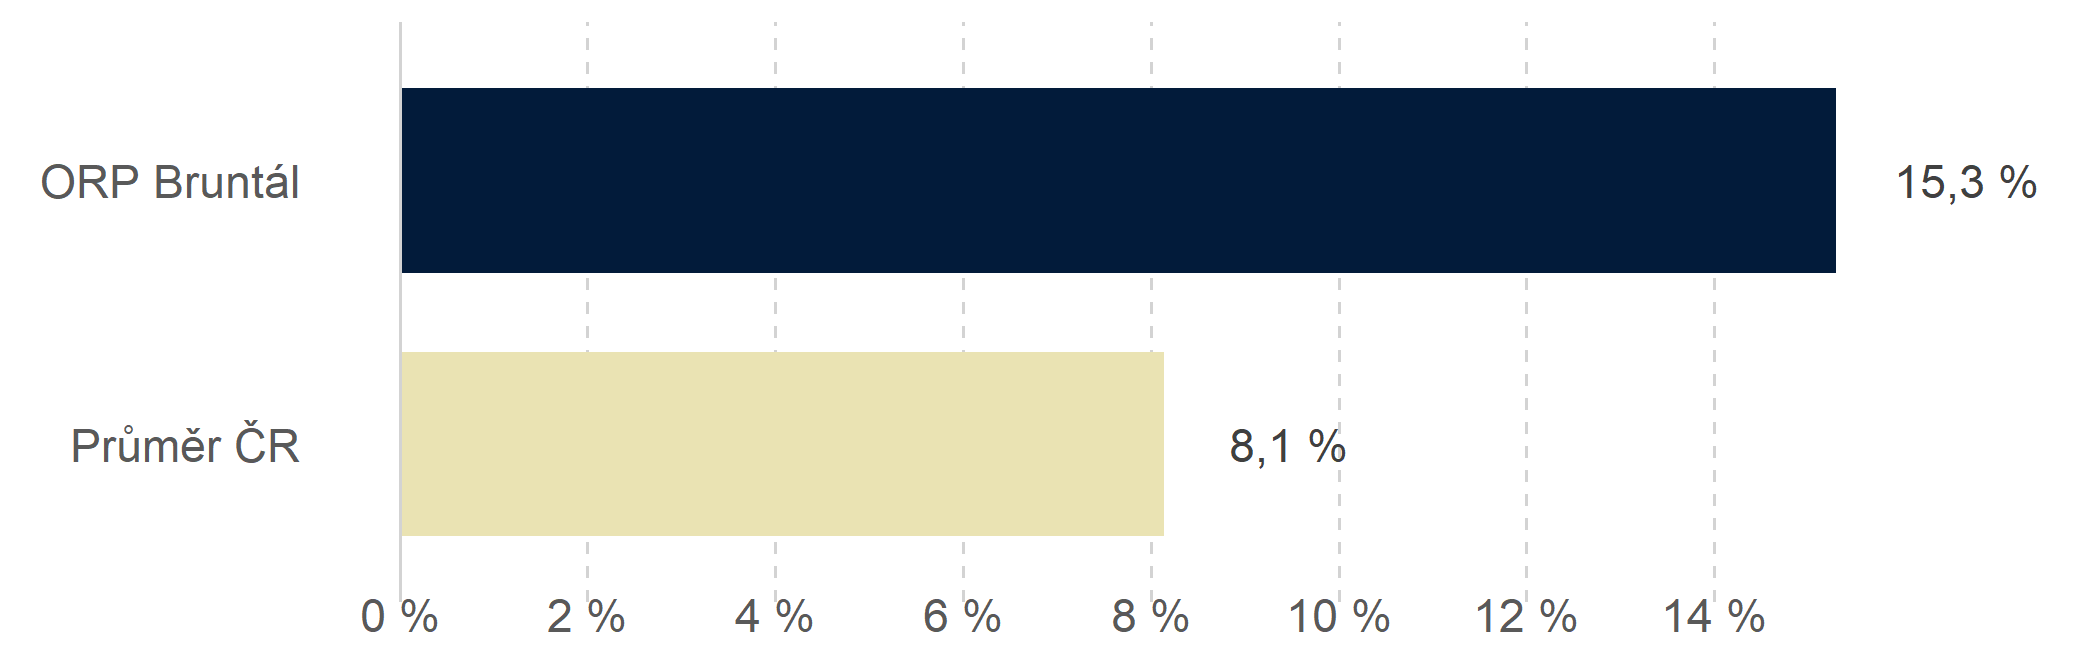 ORP Bruntál
15,3 %
Průměr ČR
8,1 %
0 % 2 % 4 % 6 % 8 % 10 % 12 % 14 %